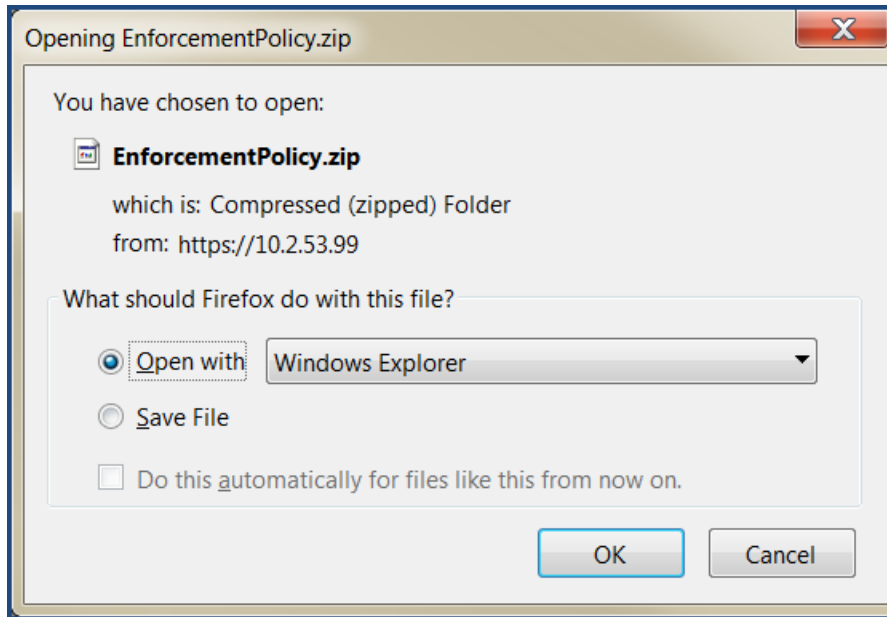 Opening EnforcementPolicy.zip
You have chosen to open:
EnforcementPolicy.zip
which is: Compressed (zipped) Folder
from: https://10.2.53.99
What should Firefox do with this file?
Open with Windows Explorer
Save File
Do this automatically for files like this from now on.
OK Cancel